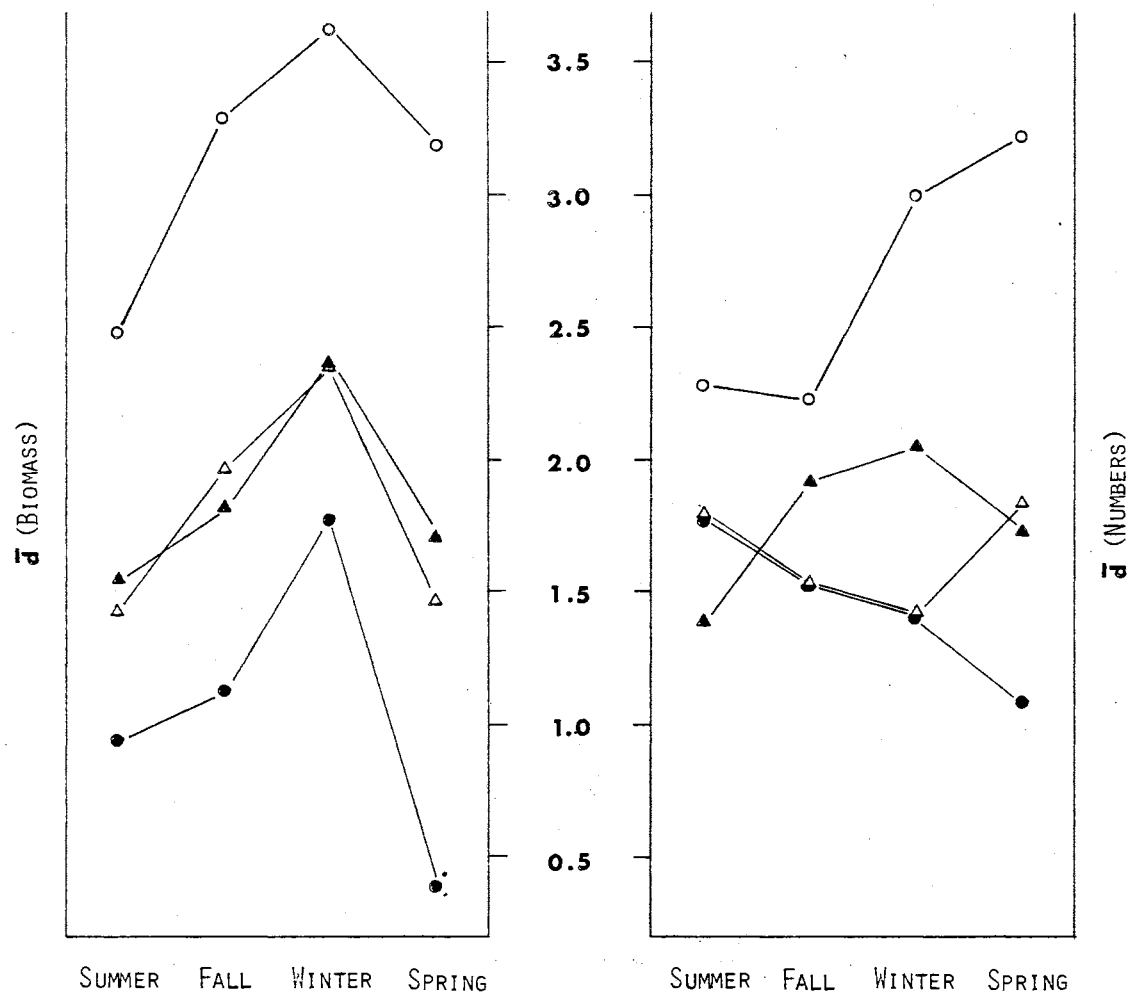 3.5
3.0
2.5
2.0
1.5
1.0
0.5
d̄ (BIOMASS)
d̄ (NUMBERS)
SUMMER FALL WINTER SPRING
SUMMER FALL WINTER SPRING